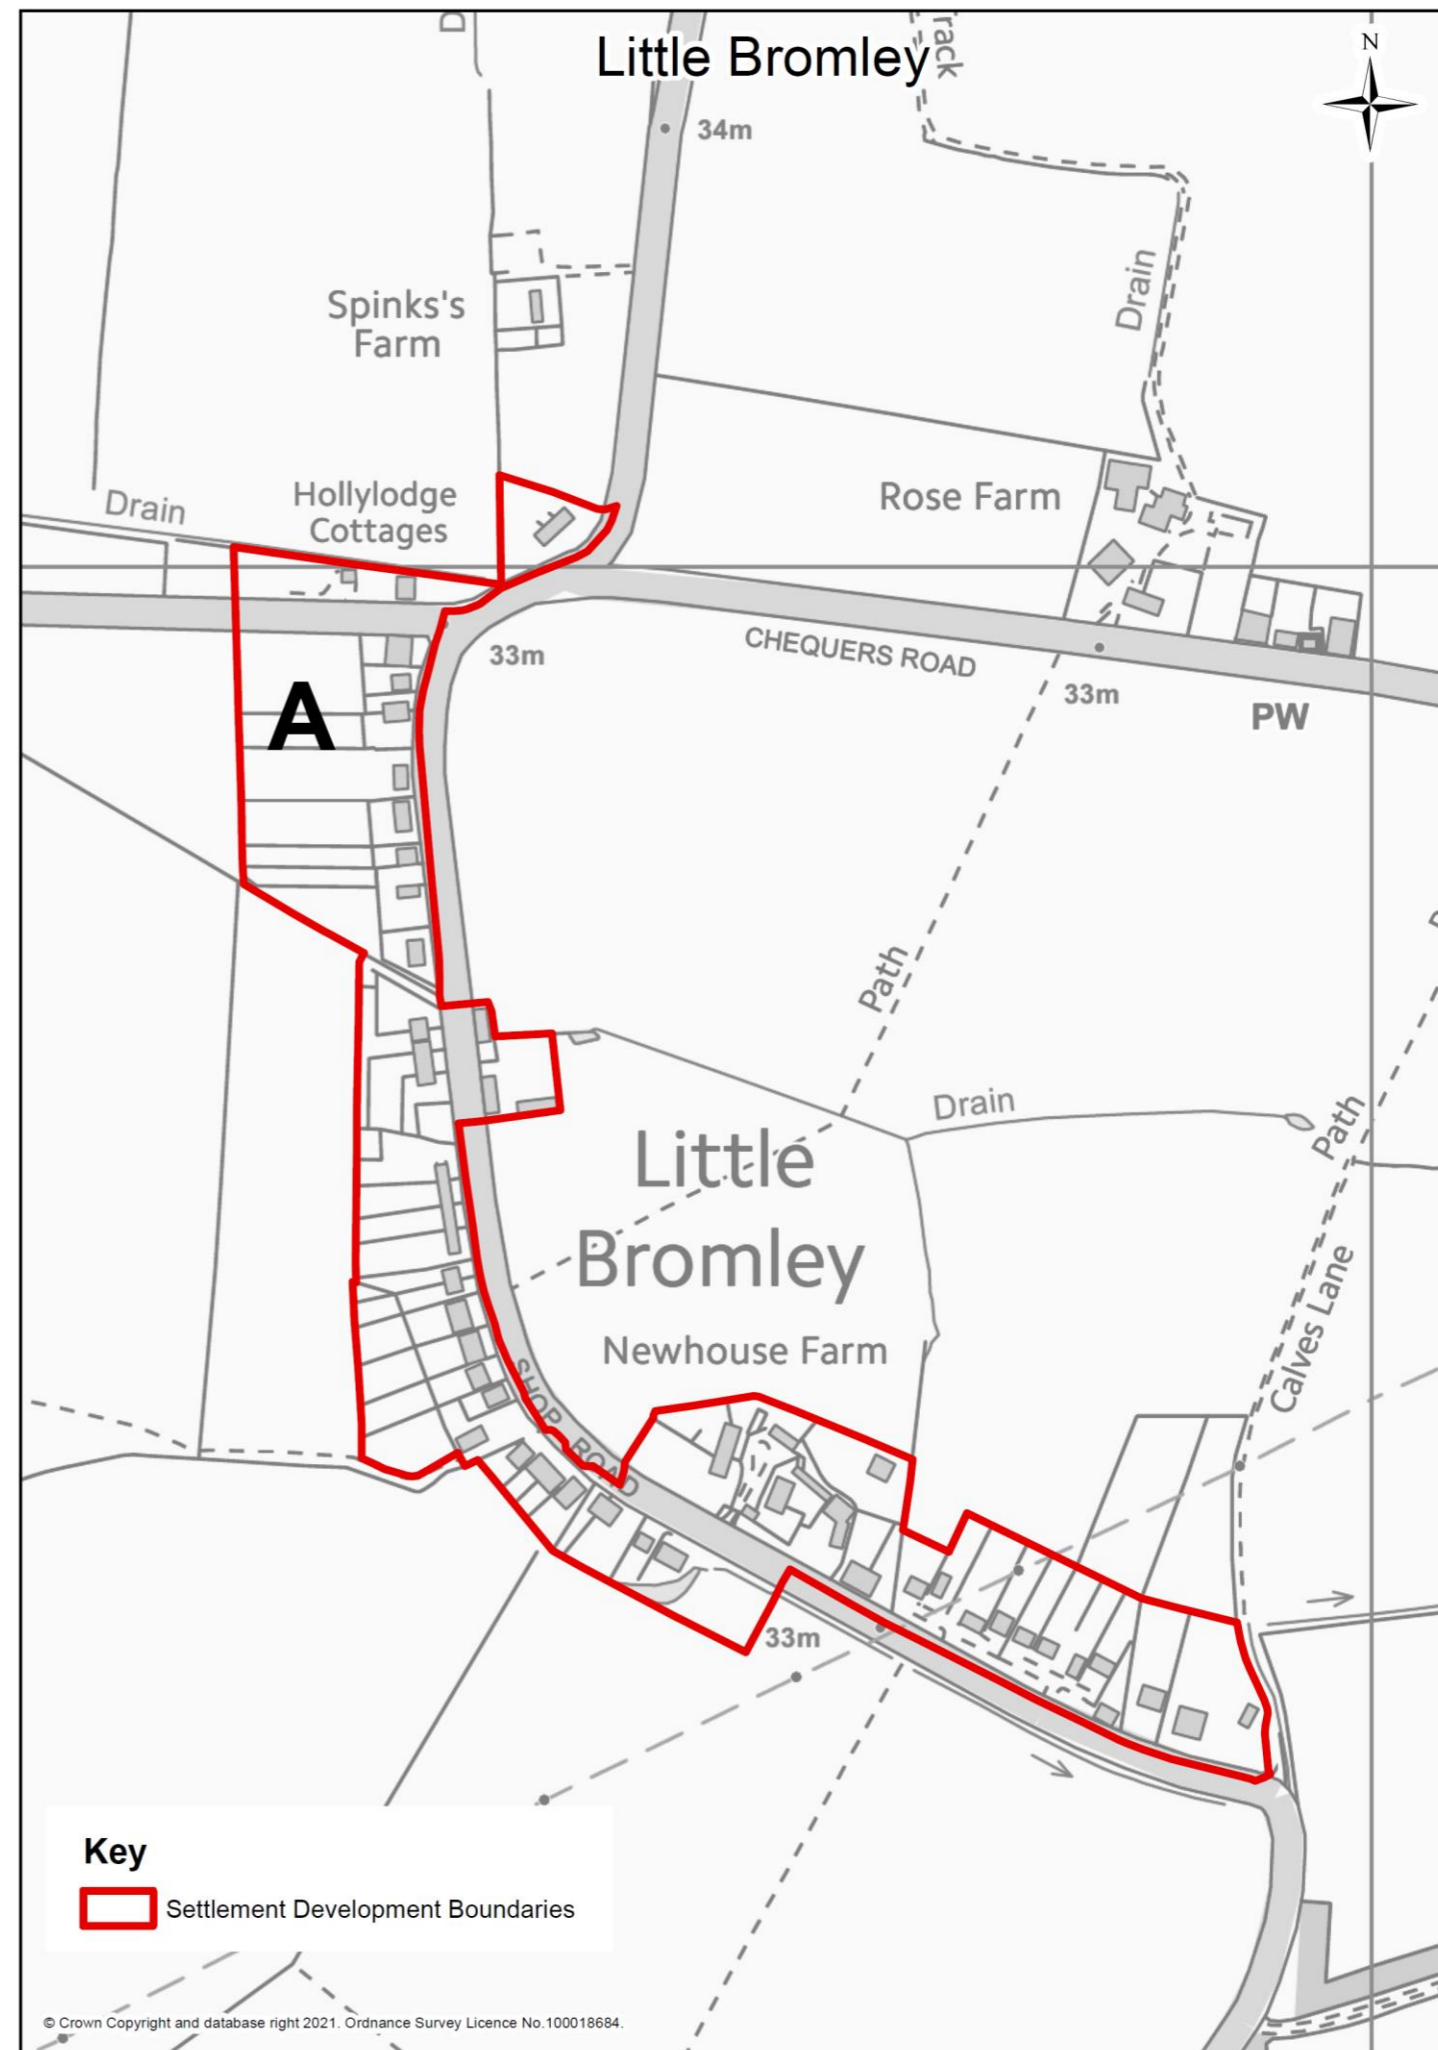 D
Little Bromley
rack
N
34m
Spinks's
Farm
Drain
Drain
Hollylodge
Cottages
Rose Farm
33m
CHEQUERS ROAD
33m
PW
A
Path
Drain
Path
Little
Bromley
Newhouse Farm
Calves Lane
SHOP ROAD
33m
Key
Settlement Development Boundaries
© Crown Copyright and database right 2021. Ordnance Survey Licence No.100018684.